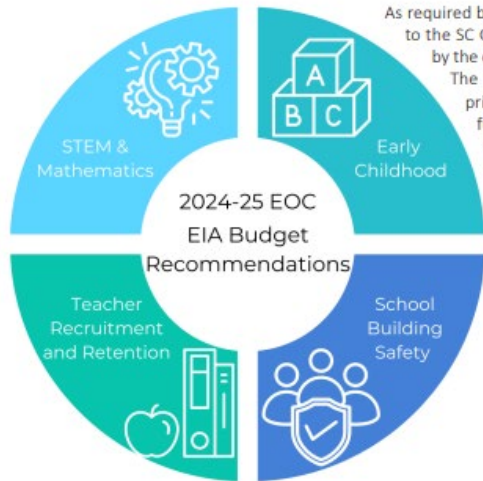 As required b
to the SC
by the
The
pri
f
STEM &
Mathematics
A
B C
Early
Childhood
2024-25 EOC
EIA Budget
Recommendations
Teacher
Recruitment
and Retention
School
Building
Safety